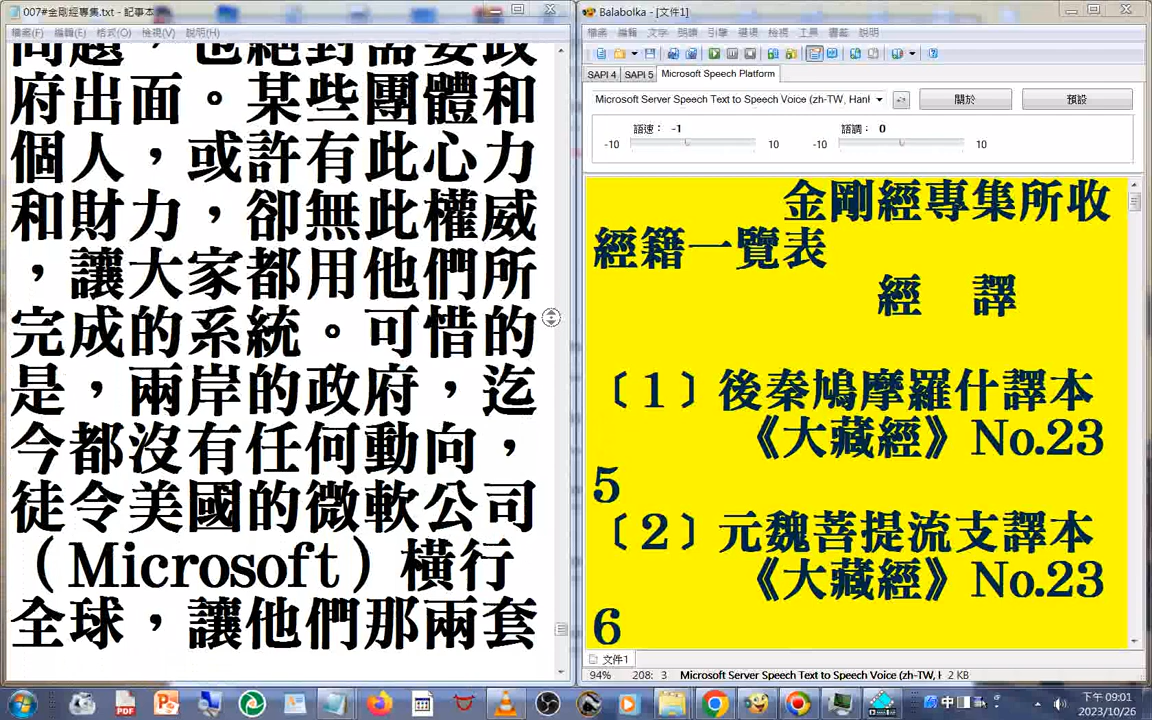 007#金剛經專集.txt - 記事本
檔案(F) 編輯(E) 格式(O) 檢視(V) 說明(H)
問題，也絕對需要政
府出面。某些團體和
個人，或許有此心力
和財力，卻無此權威
，讓大家都用他們所
完成的系統。可惜的
是，兩岸的政府，迄
今都沒有任何動向，
徒令美國的微軟公司
（Microsoft）橫行
全球，讓他們那兩套
Balabolka - [文件1]
檔案 編輯 文字 朗讀 引擎 選項 檢視 工具 書籤 說明
SAPI 4 SAPI 5 Microsoft Speech Platform
Microsoft Server Speech Text to Speech Voice (zh-TW, Hanl
關於 預設
語速： -1 語調： 0
-10 10 -10 10
金剛經專集所收
經籍一覽表
經　譯
〔１〕後秦鳩摩羅什譯本
《大藏經》No.23
5
〔２〕元魏菩提流支譯本
《大藏經》No.23
6
文件1
94% 208: 3 Microsoft Server Speech Text to Speech Voice (zh-TW, H 2 KB
PDF
中
下午 09:01
2023/10/26